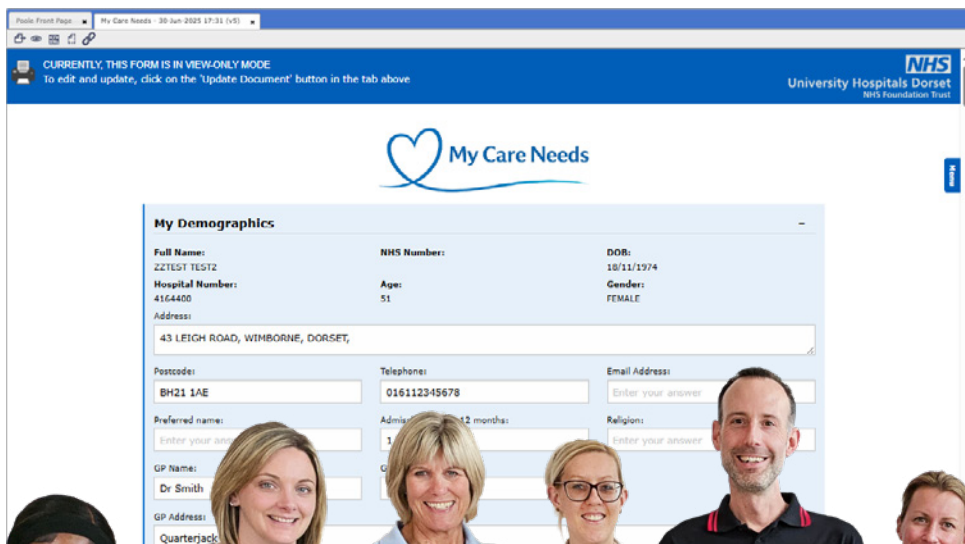 Poole Front Page
My Care Needs - 30-Jun-2025 17:31 (v5)
CURRENTLY, THIS FORM IS IN VIEW-ONLY MODE
To edit and update, click on the 'Update Document' button in the tab above
NHS
University Hospitals Dorset
NHS Foundation Trust
My Care Needs
Menu
My Demographics
Full Name: NHS Number: DOB:
ZZTEST TEST2 18/11/1974
Hospital Number: Age: Gender:
4164400 51 FEMALE
Address:
43 LEIGH ROAD, WIMBORNE, DORSET,
Postcode: Telephone: Email Address:
BH21 1AE 016112345678 Enter your answer
Preferred name: 12 months: Religion:
Enter your 1 Enter your answer
GP Name:
Dr Smith
GP Address:
Quarterjack